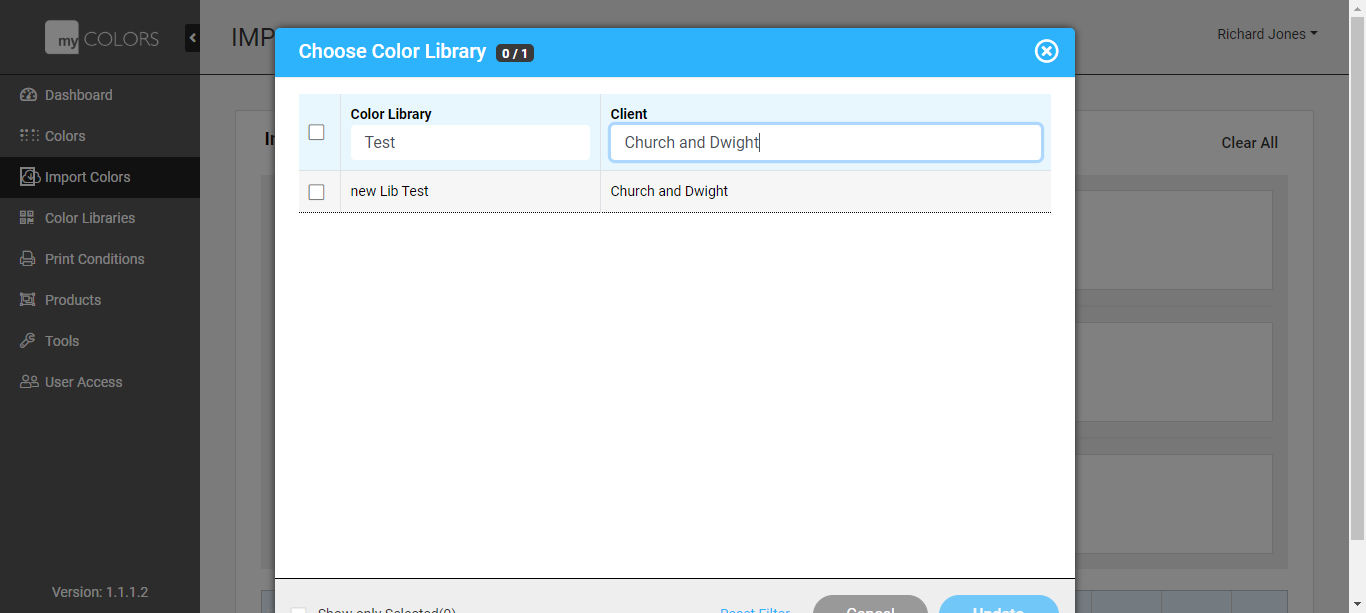 my COLORS
IMP
Richard Jones
Dashboard
Colors
Import Colors
Color Libraries
Print Conditions
Products
Tools
User Access
Version: 1.1.1.2
Choose Color Library 0 / 1
Color Library
Client
Test
Church and Dwight
new Lib Test
Church and Dwight
Clear All
Show only Selected(0)
Reset Filter
Cancel
Update